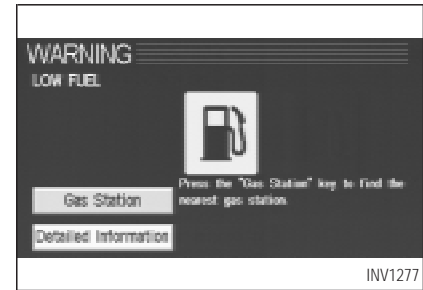 WARNING
LOW FUEL
Press the "Gas Station" key to find the
nearest gas station.
Gas Station
Detailed Information
INV1277